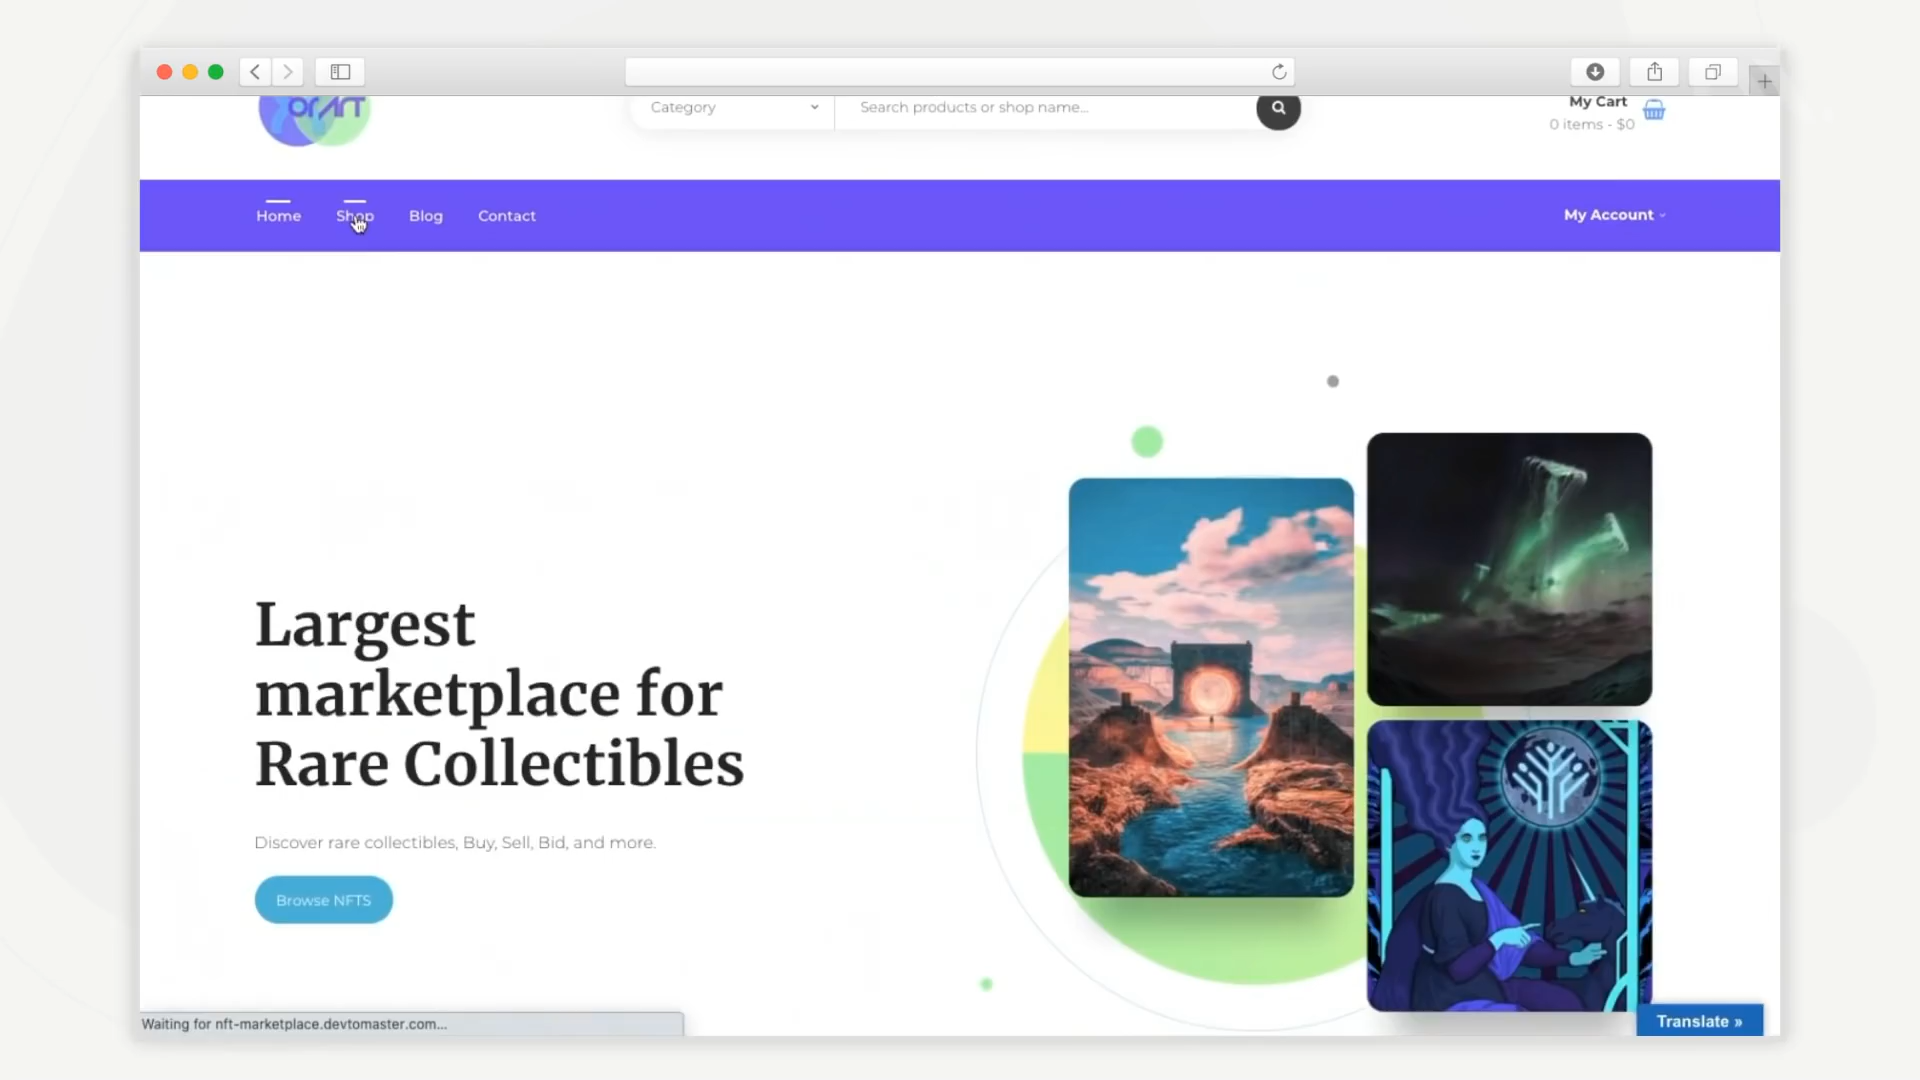 Category
Search products or shop name...
My Cart
0 items - $0
Home
Shop
Blog
Contact
My Account
Largest
marketplace for
Rare Collectibles
Discover rare collectibles, Buy, Sell, Bid, and more.
Browse NFTS
Waiting for nft-marketplace.devtomaster.com...
Translate »